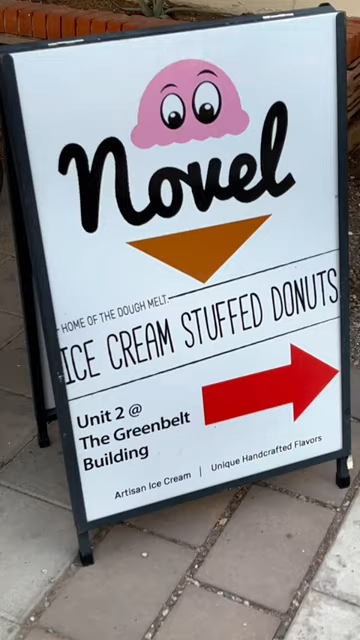 Novel
HOME OF THE DOUGH MELT
ICE CREAM STUFFED DONUTS
Unit 2 @
The Greenbelt
Building
Artisan Ice Cream | Unique Handcrafted Flavors